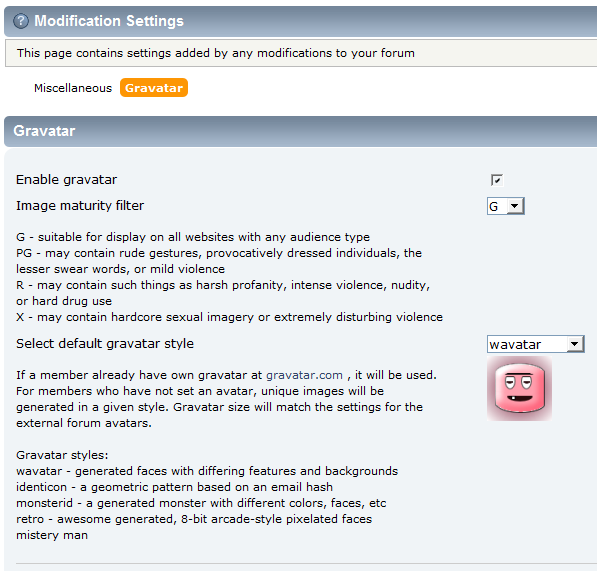 Modification Settings
This page contains settings added by any modifications to your forum
Miscellaneous Gravatar
Gravatar
Enable gravatar
Image maturity filter G
G - suitable for display on all websites with any audience type
PG - may contain rude gestures, provocatively dressed individuals, the
lesser swear words, or mild violence
R - may contain such things as harsh profanity, intense violence, nudity,
or hard drug use
X - may contain hardcore sexual imagery or extremely disturbing violence
Select default gravatar style wavatar
If a member already have own gravatar at gravatar.com , it will be used.
For members who have not set an avatar, unique images will be
generated in a given style. Gravatar size will match the settings for the
external forum avatars.
Gravatar styles:
wavatar - generated faces with differing features and backgrounds
identicon - a geometric pattern based on an email hash
monsterid - a generated monster with different colors, faces, etc
retro - awesome generated, 8-bit arcade-style pixelated faces
mistery man